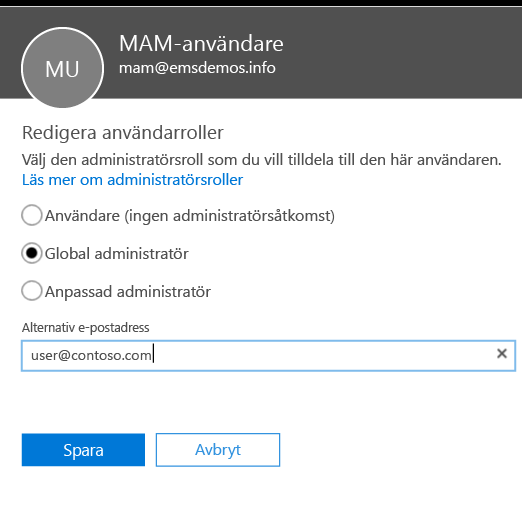 MU
MAM-användare
mam@emsdemos.info
Redigera användarroller
Välj den administratörsroll som du vill tilldela till den här användaren.
Läs mer om administratörsroller
Användare (ingen administratörsåtkomst)
Global administratör
Anpassad administratör
Alternativ e-postadress
user@contoso.com
Spara
Avbryt